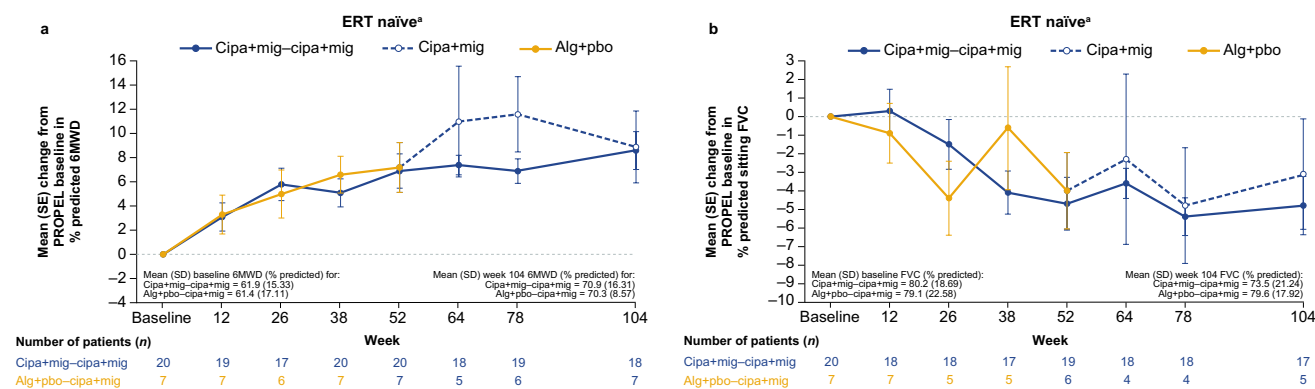 a
ERT naïveᵃ
Cipa+mig–cipa+mig
Cipa+mig
Alg+pbo
Mean (SE) change from
PROPEL baseline in
% predicted 6MWD
16
14
12
10
8
6
4
2
0
–2
–4
Mean (SD) baseline 6MWD (% predicted) for:
Cipa+mig–cipa+mig = 61.9 (15.33)
Alg+pbo–cipa+mig = 61.4 (17.11)
Mean (SD) week 104 6MWD (% predicted) for:
Cipa+mig–cipa+mig = 70.9 (16.31)
Alg+pbo–cipa+mig = 70.3 (8.57)
Baseline 12 26 38 52 64 78 104
Number of patients (n)
Week
Cipa+mig–cipa+mig 20 19 17 20 20 18 19 18
Alg+pbo–cipa+mig 7 7 6 7 7 5 6 7
b
ERT naïveᵃ
Cipa+mig–cipa+mig
Cipa+mig
Alg+pbo
Mean (SE) change from
PROPEL baseline in
% predicted sitting FVC
3
2
1
0
–1
–2
–3
–4
–5
–6
–7
–8
–9
–10
Mean (SD) baseline FVC (% predicted):
Cipa+mig–cipa+mig = 80.2 (18.69)
Alg+pbo–cipa+mig = 79.1 (22.58)
Mean (SD) week 104 FVC (% predicted):
Cipa+mig–cipa+mig = 73.5 (21.24)
Alg+pbo–cipa+mig = 79.6 (17.92)
Baseline 12 26 38 52 64 78 104
Number of patients (n)
Week
Cipa+mig–cipa+mig 20 18 18 17 19 18 18 17
Alg+pbo–cipa+mig 7 7 5 5 6 4 4 5